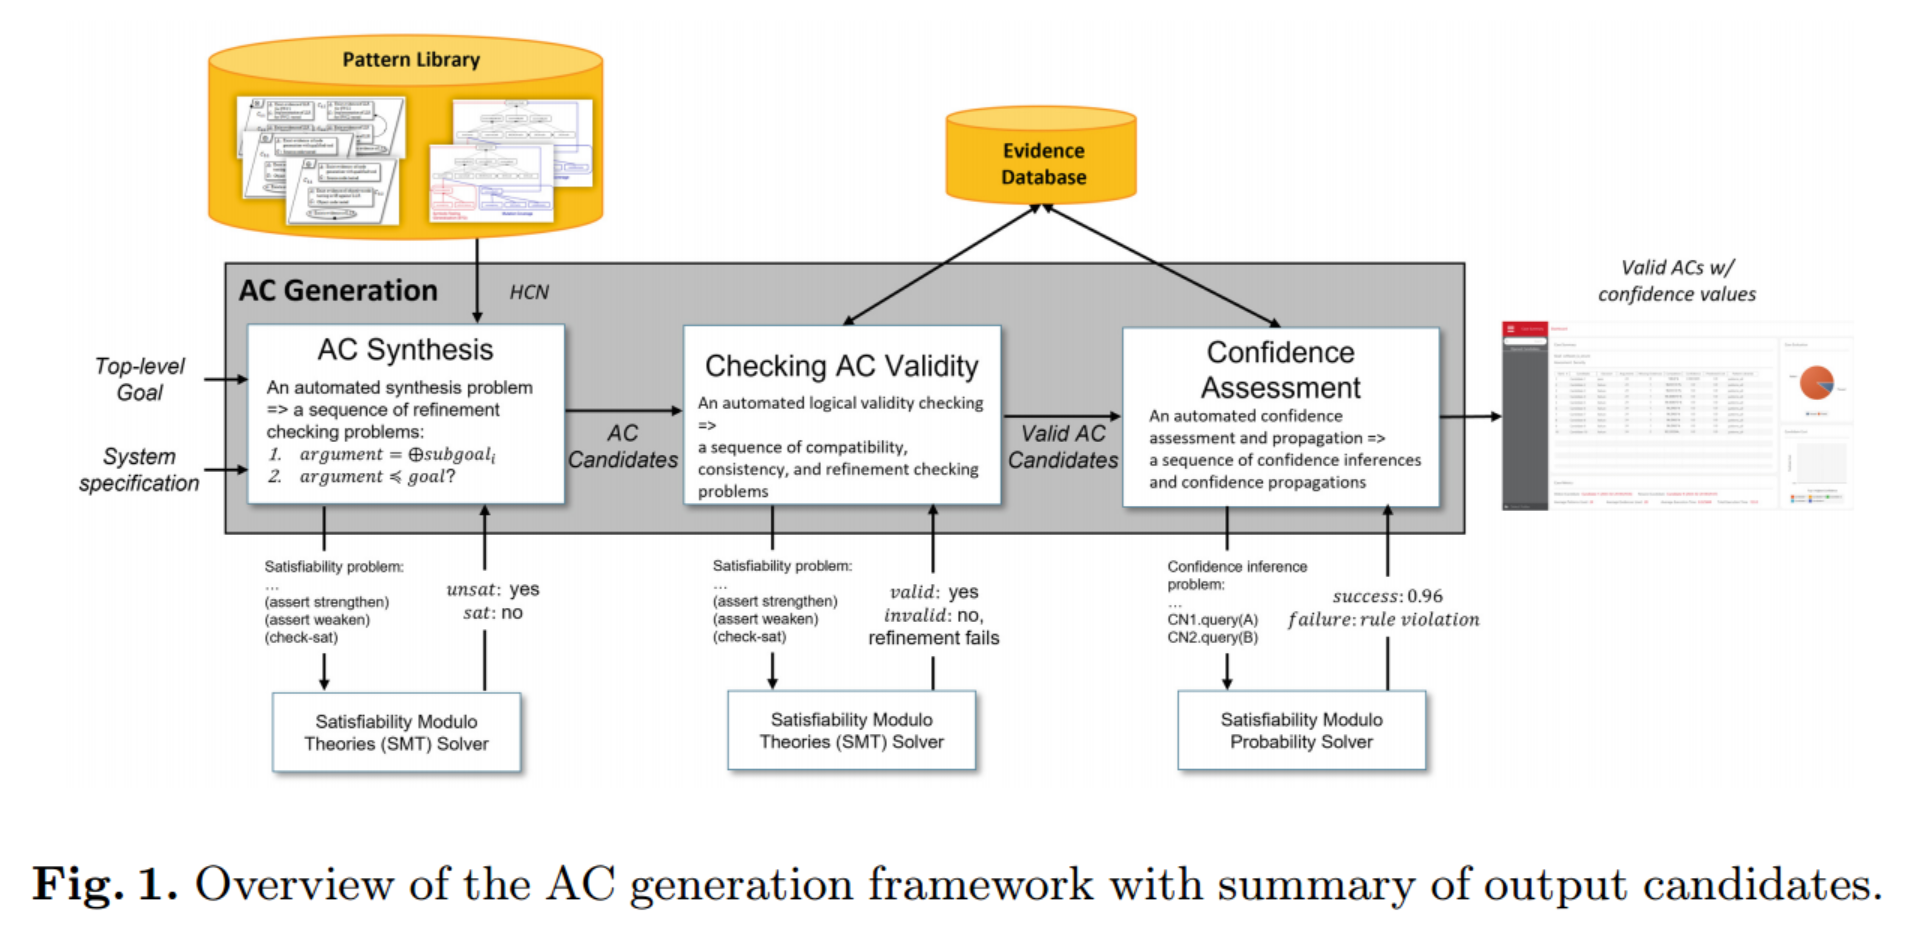 Pattern Library
Evidence
Database
AC Generation
HCN
Valid ACs w/
confidence values
Top-level
Goal
System
specification
AC Synthesis
An automated synthesis problem
=> a sequence of refinement
checking problems:
1. argument = ⊕subgoalᵢ
2. argument ≼ goal?
AC
Candidates
Checking AC Validity
An automated logical validity checking
=>
a sequence of compatibility,
consistency, and refinement checking
problems
Valid AC
Candidates
Confidence
Assessment
An automated confidence
assessment and propagation =>
a sequence of confidence inferences
and confidence propagations
Satisfiability problem:
...
(assert strengthen)
(assert weaken)
(check-sat)
unsat: yes
sat: no
Satisfiability problem:
...
(assert strengthen)
(assert weaken)
(check-sat)
valid: yes
invalid: no,
refinement fails
Confidence inference
problem:
...
CN1.query(A)
CN2.query(B)
success: 0.96
failure: rule violation
Satisfiability Modulo
Theories (SMT) Solver
Satisfiability Modulo
Theories (SMT) Solver
Satisfiability Modulo
Probability Solver
Fig. 1. Overview of the AC generation framework with summary of output candidates.